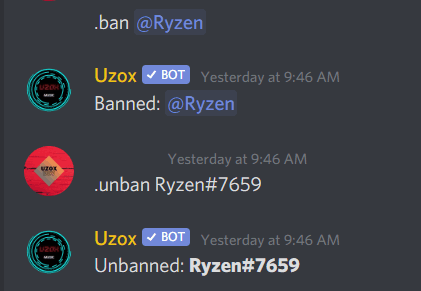 .ban @Ryzen
Uzox ✓ BOT Yesterday at 9:46 AM
Banned: @Ryzen
Yesterday at 9:46 AM
.unban Ryzen#7659
Uzox ✓ BOT Yesterday at 9:46 AM
Unbanned: Ryzen#7659